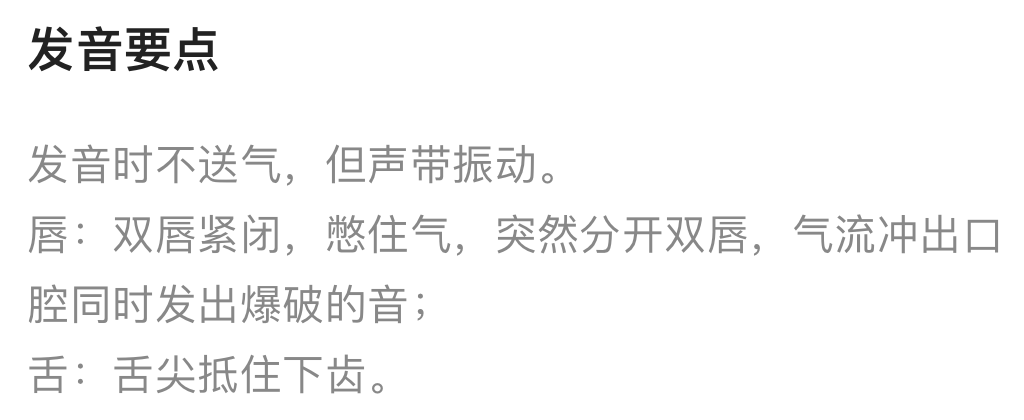 发音要点
发音时不送气，但声带振动。
唇：双唇紧闭，憋住气，突然分开双唇，气流冲出口
腔同时发出爆破的音；
舌：舌尖抵住下齿。